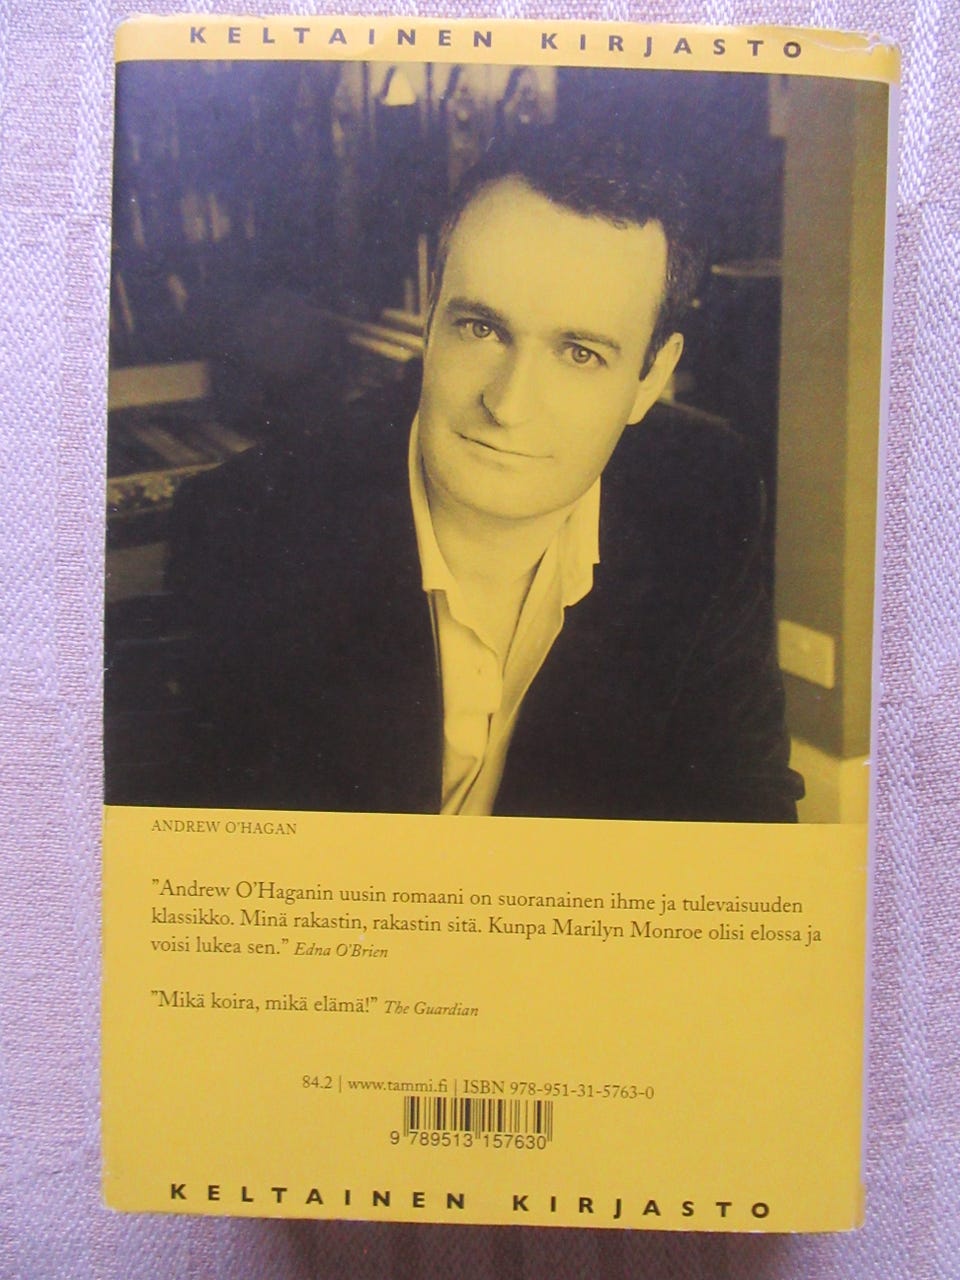 KELTAINEN KIRJASTO
ANDREW O'HAGAN
"Andrew O'Haganin uusin romaani on suoranainen ihme ja tulevaisuuden
klassikko. Minä rakastin, rakastin sitä. Kunpa Marilyn Monroe olisi elossa ja
voisi lukea sen." Edna O'Brien
"Mikä koira, mikä elämä!" The Guardian
84.2 | www.tammi.fi | ISBN 978-951-31-5763-0
9 789513 157630
KELTAINEN KIRJASTO